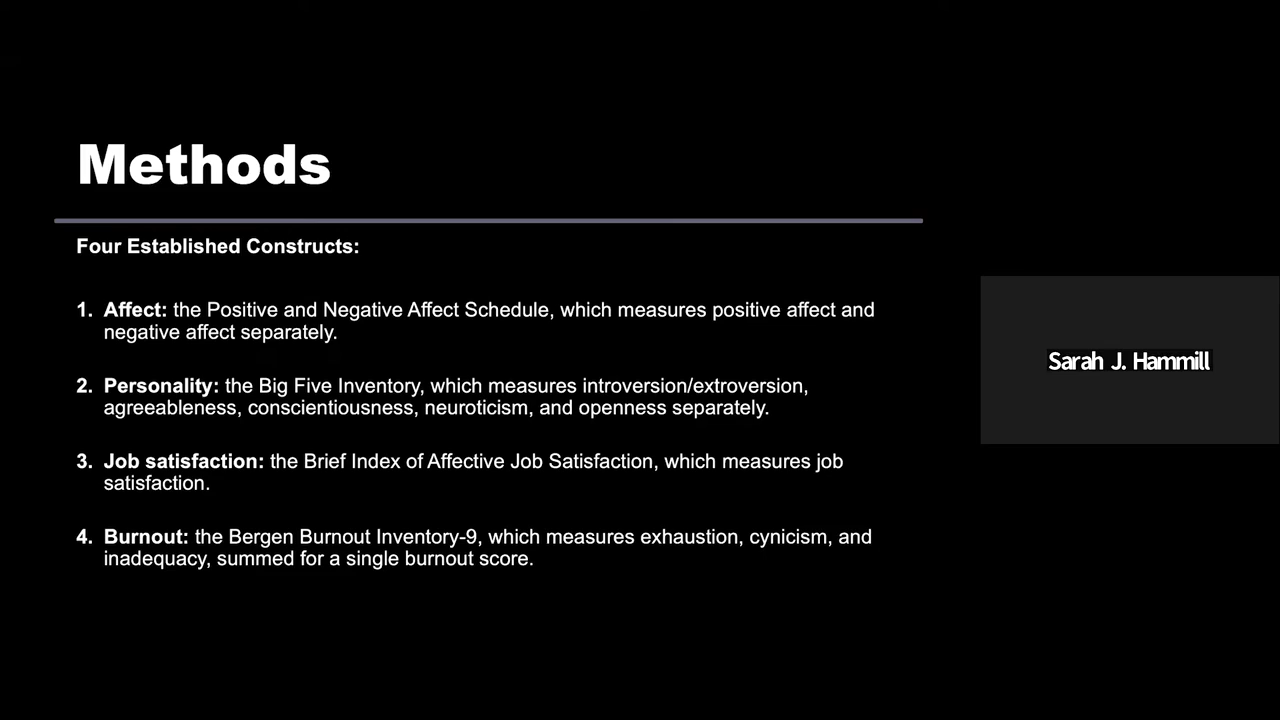 Methods
Four Established Constructs:
1. Affect: the Positive and Negative Affect Schedule, which measures positive affect and
negative affect separately.
2. Personality: the Big Five Inventory, which measures introversion/extroversion,
agreeableness, conscientiousness, neuroticism, and openness separately.
3. Job satisfaction: the Brief Index of Affective Job Satisfaction, which measures job
satisfaction.
4. Burnout: the Bergen Burnout Inventory-9, which measures exhaustion, cynicism, and
inadequacy, summed for a single burnout score.
Sarah J. Hammill